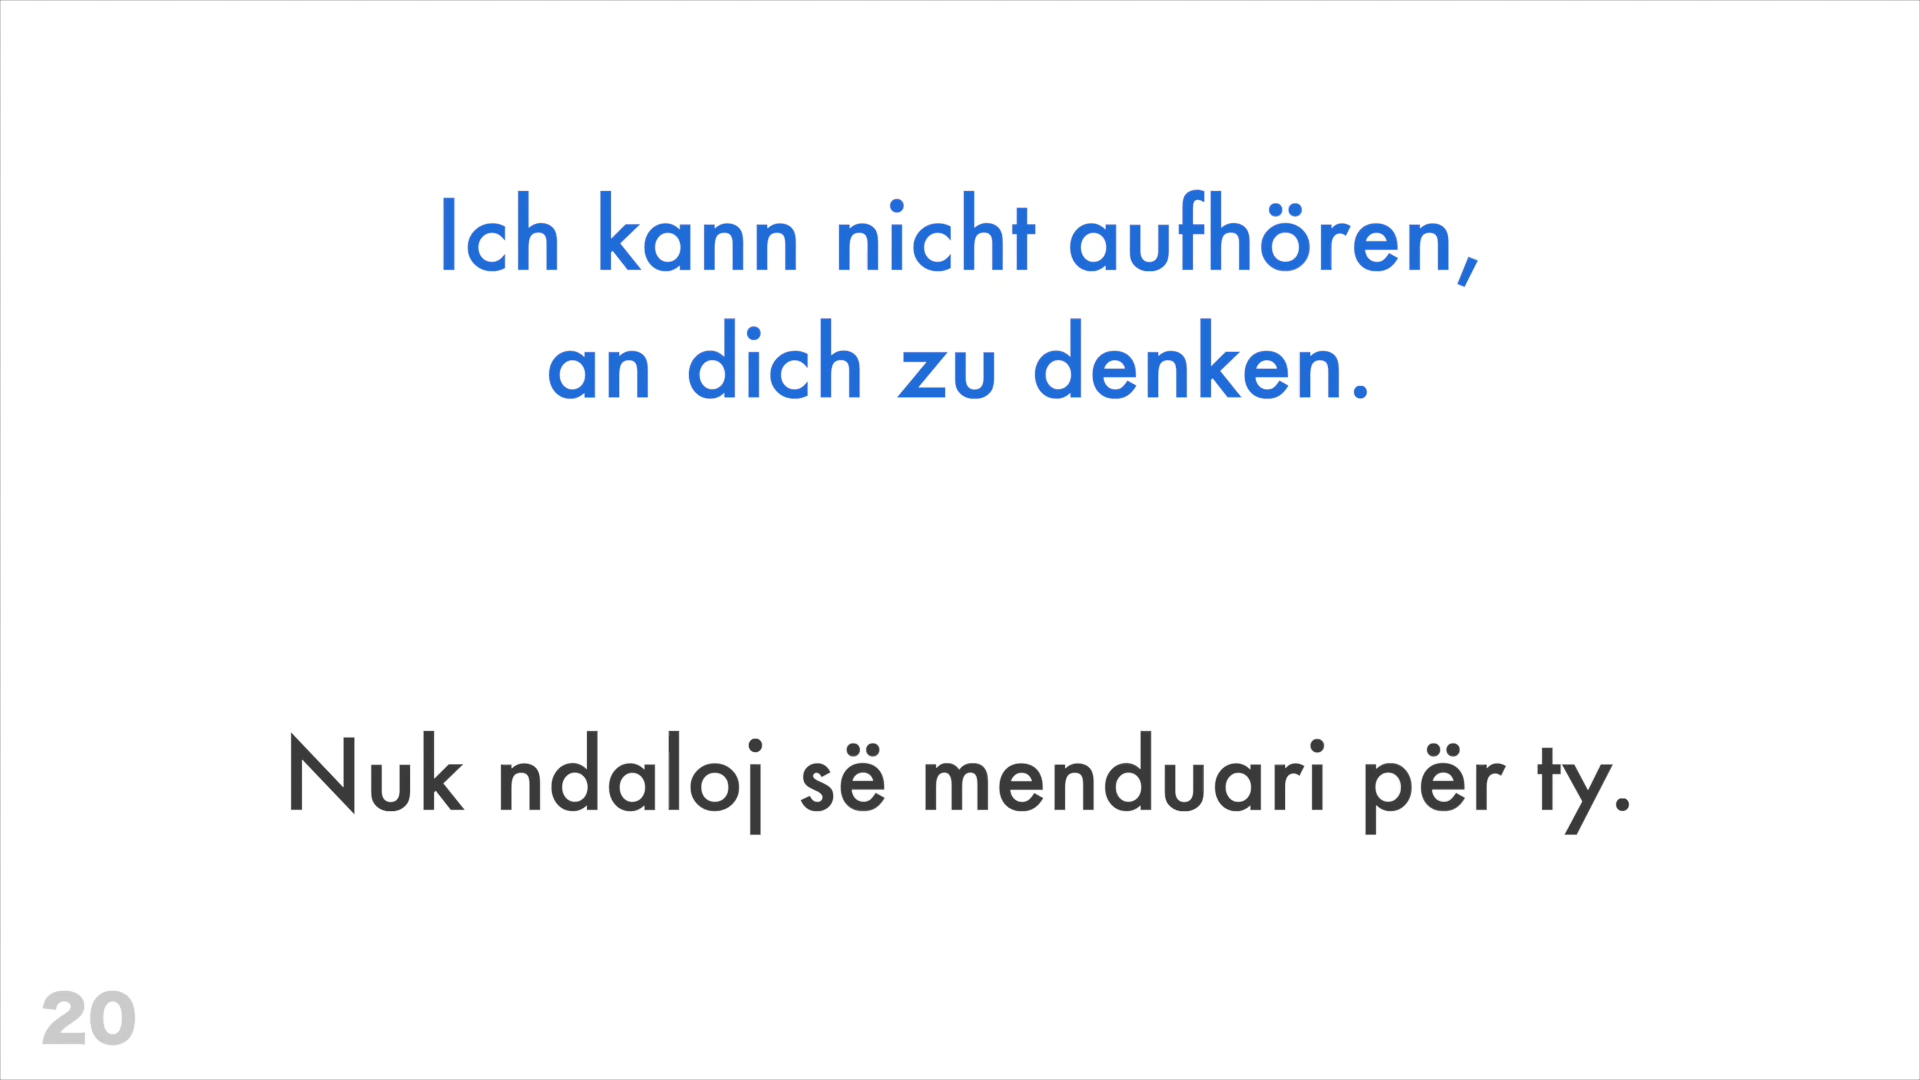 Ich kann nicht aufhören,
an dich zu denken.
Nuk ndaloj së menduari për ty.
20